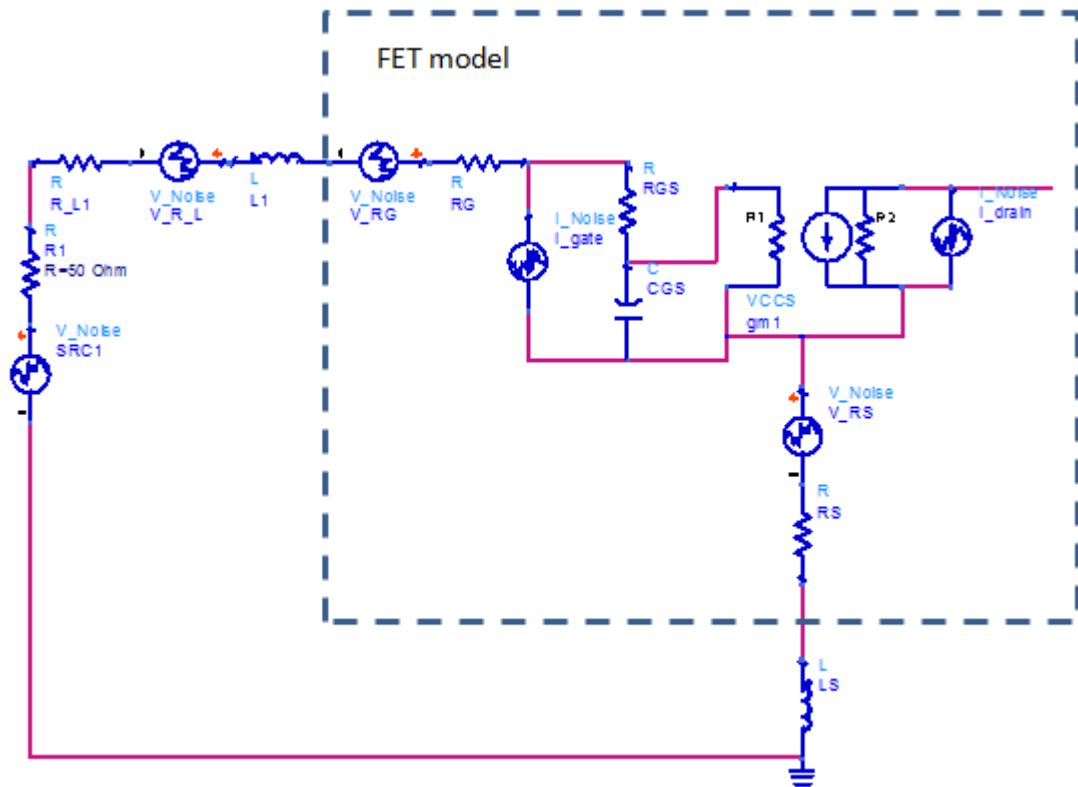 FET model
R
R_L1
V_Noise
V_R_L
L
L1
V_Noise
V_RG
R
RG
I_Noise
I_gate
R
RGS
C
CGS
R1
VCCS
gm1
R2
I_Noise
I_drain
R
R1
R=50 Ohm
V_Noise
SRC1
V_Noise
V_RS
R
RS
L
LS